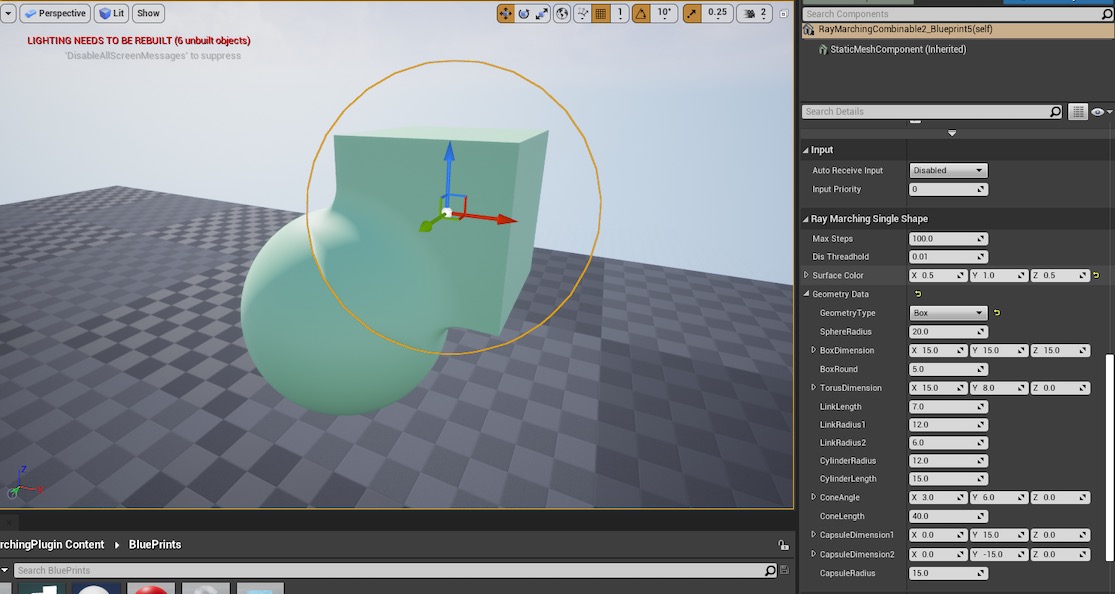 Perspective Lit Show 1 10° 0.25 2
LIGHTING NEEDS TO BE REBUILT (6 unbuilt objects)
'DisableAllScreenMessages' to suppress
Z
rchingPlugin Content BluePrints
Search BluePrints
Search Components
RayMarchingCombinable2_Blueprint5(self)
StaticMeshComponent (Inherited)
Search Details
Input
Auto Receive Input Disabled
Input Priority 0
Ray Marching Single Shape
Max Steps 100.0
Dis Threadhold 0.01
Surface Color X 0.5 Y 1.0 Z 0.5
Geometry Data
GeometryType Box
SphereRadius 20.0
BoxDimension X 15.0 Y 15.0 Z 15.0
BoxRound 5.0
TorusDimension X 15.0 Y 8.0 Z 0.0
LinkLength 7.0
LinkRadius1 12.0
LinkRadius2 6.0
CylinderRadius 12.0
CylinderLength 15.0
ConeAngle X 3.0 Y 6.0 Z 0.0
ConeLength 40.0
CapsuleDimension1 X 0.0 Y 15.0 Z 0.0
CapsuleDimension2 X 0.0 Y -15.0 Z 0.0
CapsuleRadius 15.0